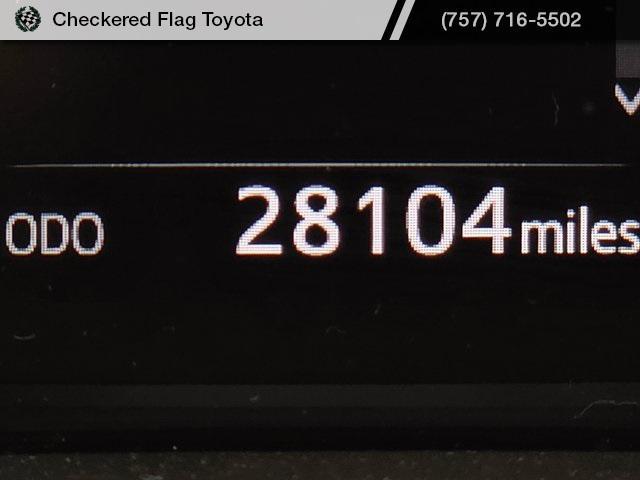 Checkered Flag Toyota (757) 716-5502
ODO 28104 miles